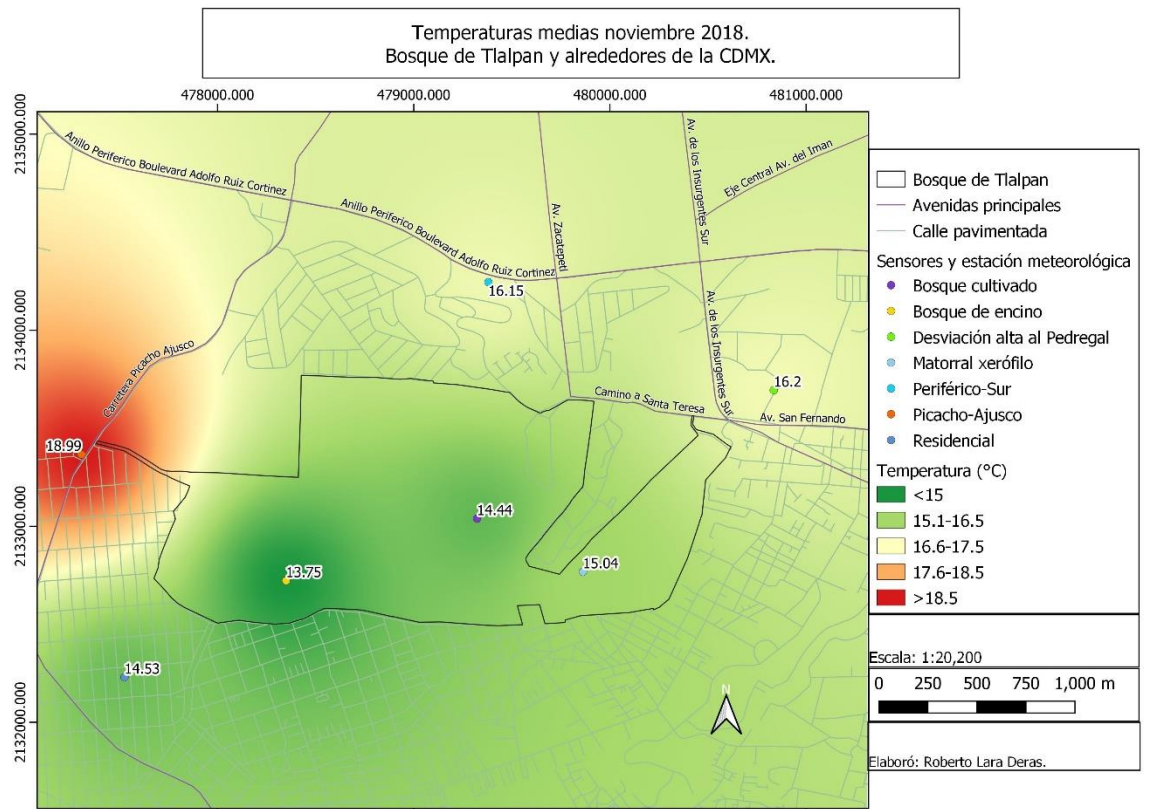 Temperaturas medias noviembre 2018.
Bosque de Tlalpan y alrededores de la CDMX.
478000.000
479000.000
480000.000
481000.000
2135000.000
2134000.000
2133000.000
2132000.000
Anillo Periferico Boulevard Adolfo Ruiz Cortinez
Anillo Periferico Boulevard Adolfo Ruiz Cortinez
Av. Zacatepetl
Av. de los Insurgentes Sur
Eje Central Av. del Iman
Av. de los Insurgentes Sur
Carretera Picacho Ajusco
Camino a Santa Teresa
Av. San Fernando
16.15
16.2
18.99
14.44
15.04
13.75
14.53
N
Bosque de Tlalpan
Avenidas principales
Calle pavimentada
Sensores y estación meteorológica
Bosque cultivado
Bosque de encino
Desviación alta al Pedregal
Matorral xerófilo
Periférico-Sur
Picacho-Ajusco
Residencial
Temperatura (°C)
<15
15.1-16.5
16.6-17.5
17.6-18.5
>18.5
Escala: 1:20,200
0 250 500 750 1,000 m
Elaboró: Roberto Lara Deras.